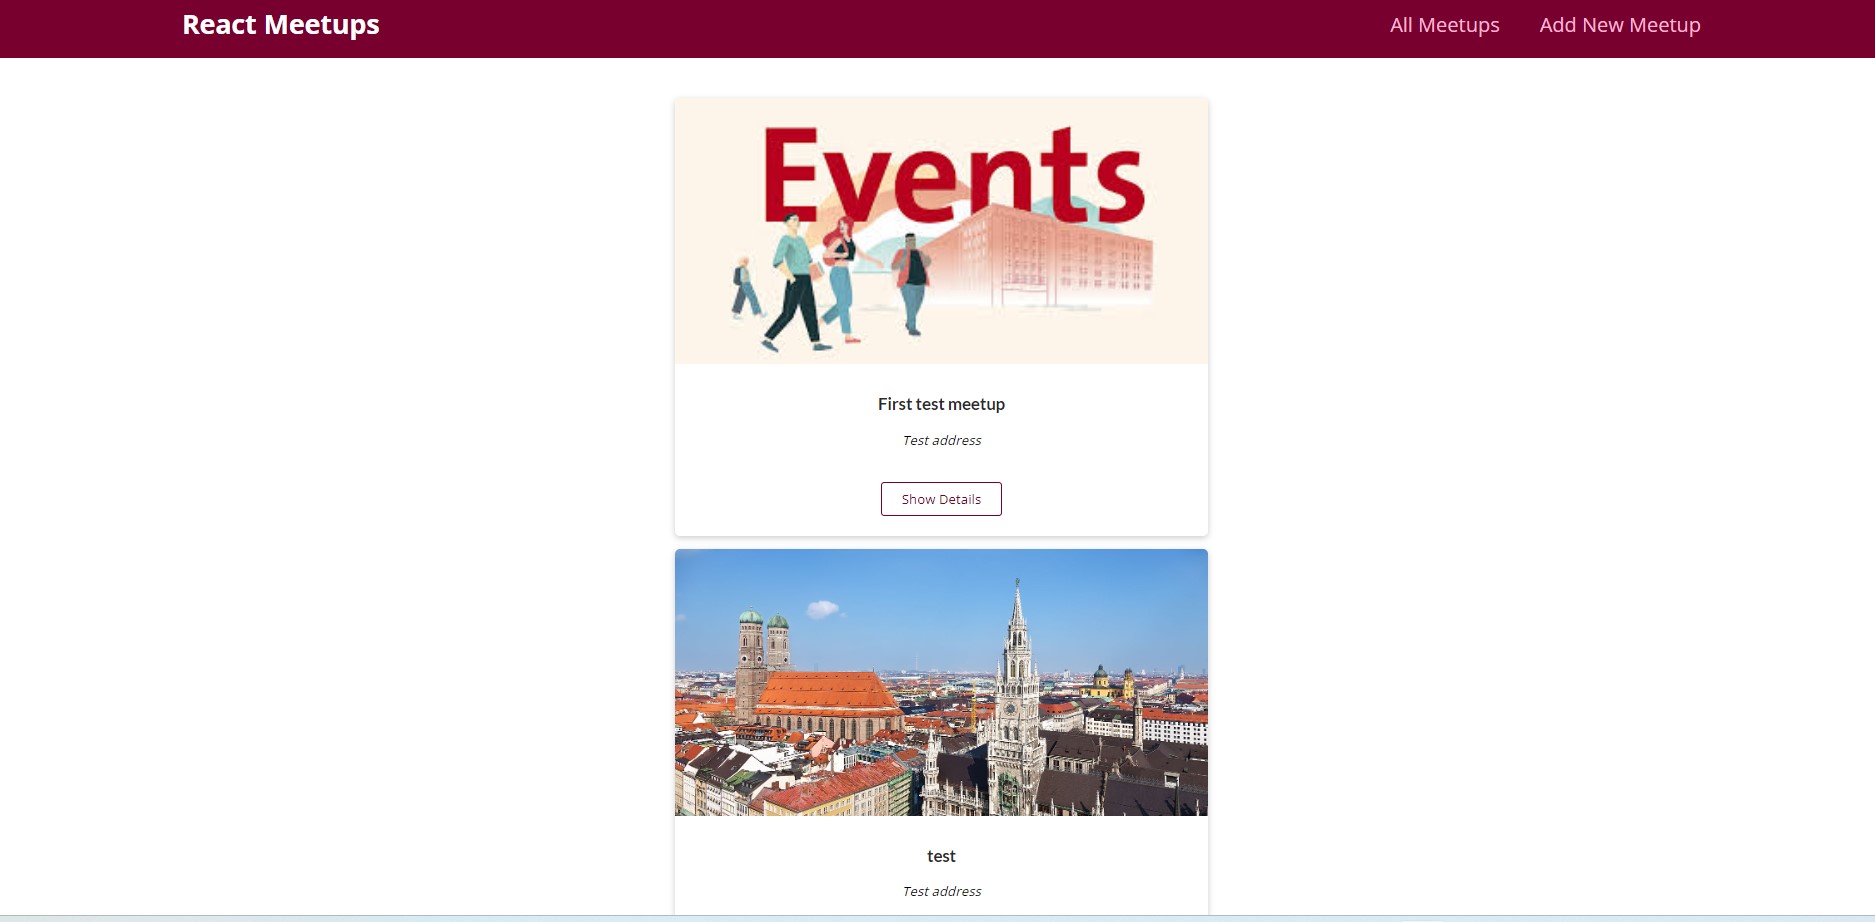 React Meetups
All Meetups
Add New Meetup
Events
First test meetup
Test address
Show Details
test
Test address